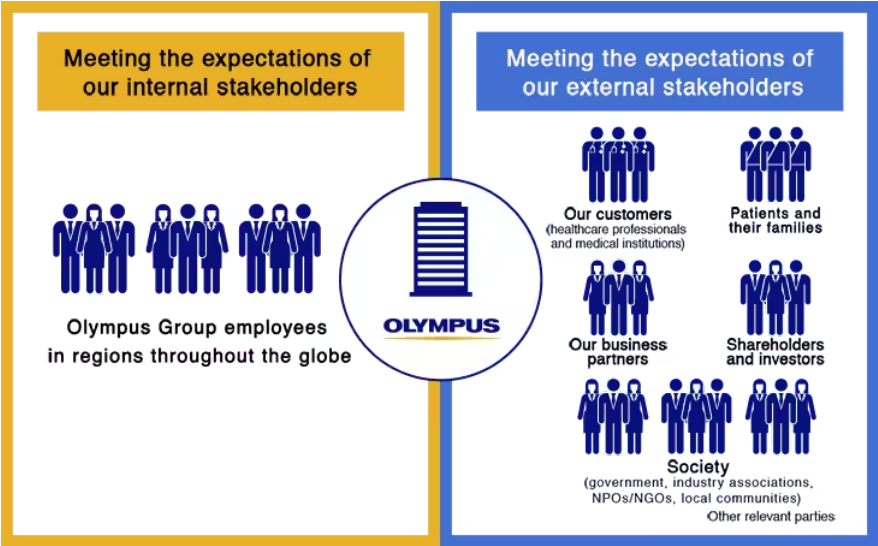 Meeting the expectations of
our internal stakeholders
Olympus Group employees
in regions throughout the globe
OLYMPUS
Meeting the expectations of
our external stakeholders
Our customers
(healthcare professionals
and medical institutions)
Patients and
their families
Our business
partners
Shareholders
and investors
Society
(government, industry associations,
NPOs/NGOs, local communities)
Other relevant parties